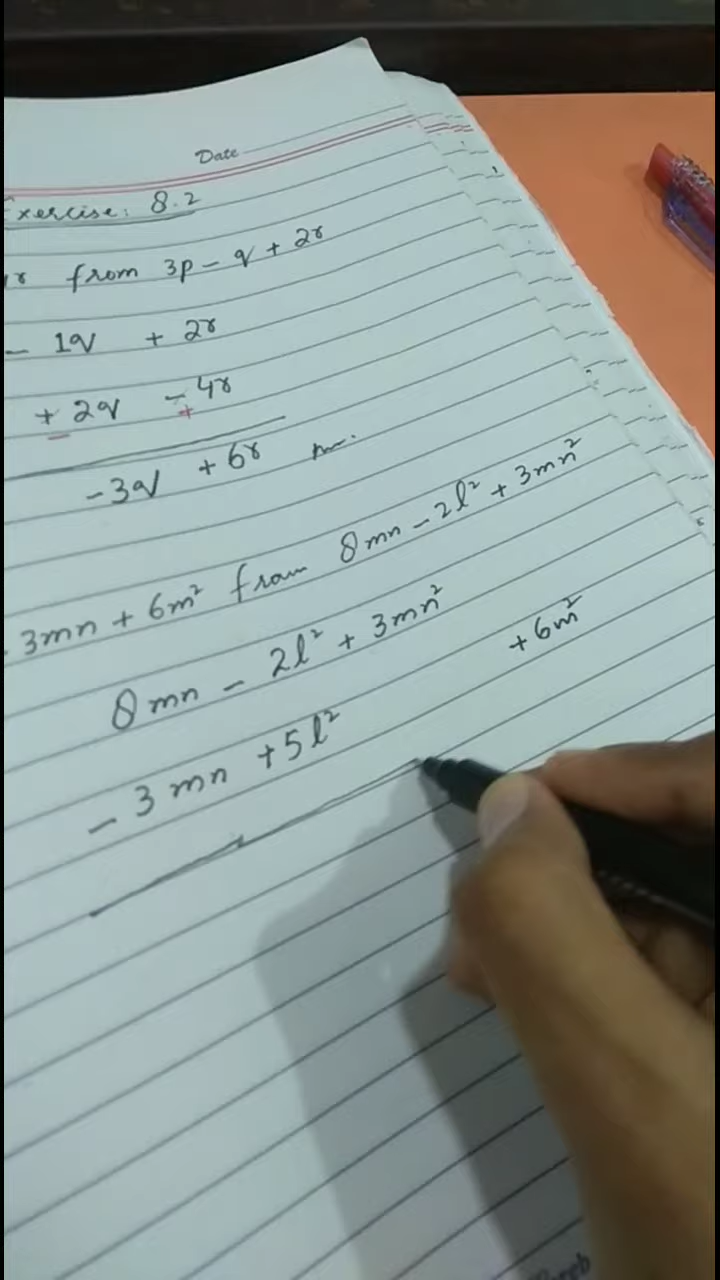 Date
Exercise: 8.2
from 3p - q + 2r
- 1q + 2r
+ 2q - 4r
- +
-3q + 6r
3mn + 6m² from 8mn - 2l² + 3mn²
8mn - 2l² + 3mn²
- 3mn + 5l² + 6m²